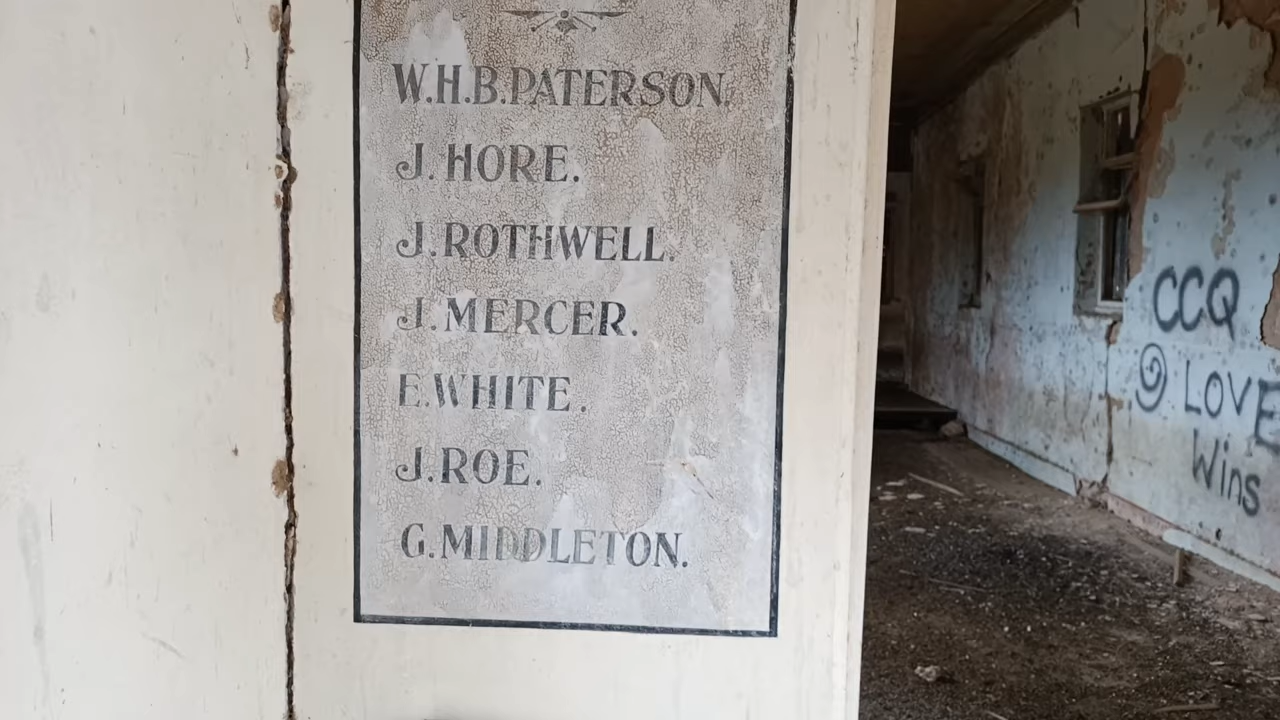 W.H.B.PATERSON.
J.HORE.
J.ROTHWELL.
J.MERCER.
E.WHITE.
J.ROE.
G.MIDDLETON.
CCQ
LOVE
Wins